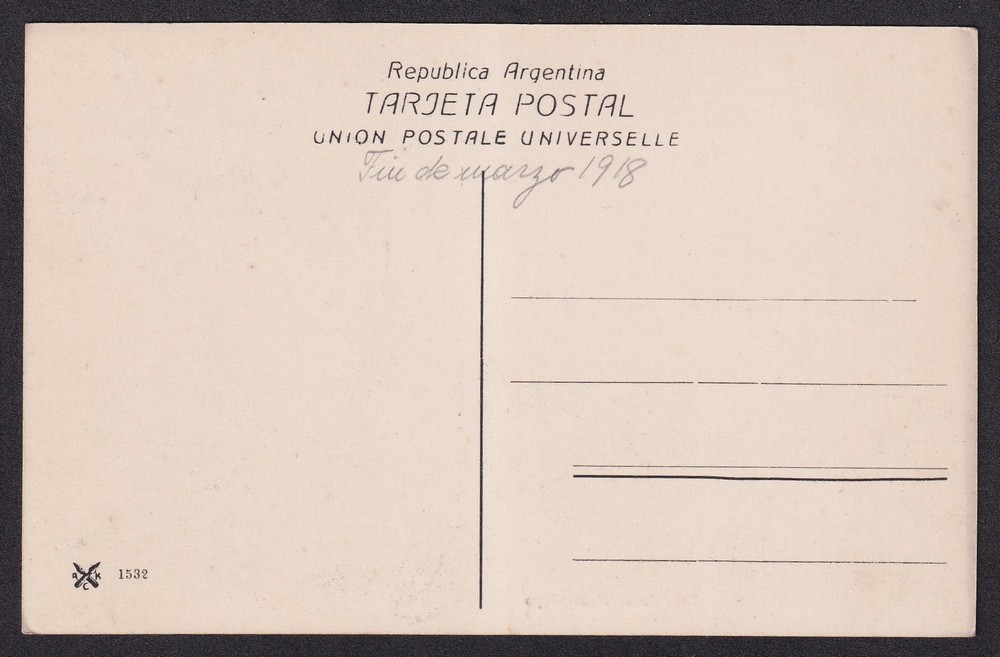 Republica Argentina
TARJETA POSTAL
UNION POSTALE UNIVERSELLE
Fin de marzo 1918
R K
C
1532